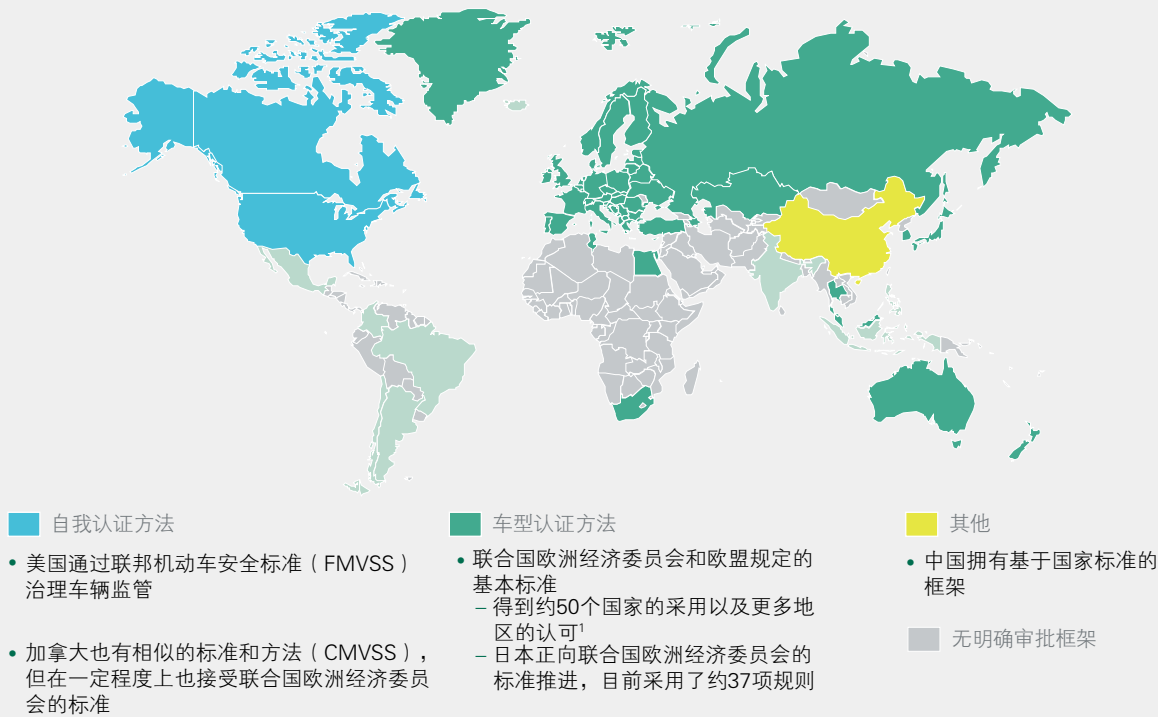 自我认证方法
• 美国通过联邦机动车安全标准（FMVSS）
治理车辆监管
• 加拿大也有相似的标准和方法（CMVSS），
但在一定程度上也接受联合国欧洲经济委员
会的标准
车型认证方法
• 联合国欧洲经济委员会和欧盟规定的
基本标准
– 得到约50个国家的采用以及更多地
区的认可¹
– 日本正向联合国欧洲经济委员会的
标准推进，目前采用了约37项规则
其他
• 中国拥有基于国家标准的
框架
无明确审批框架